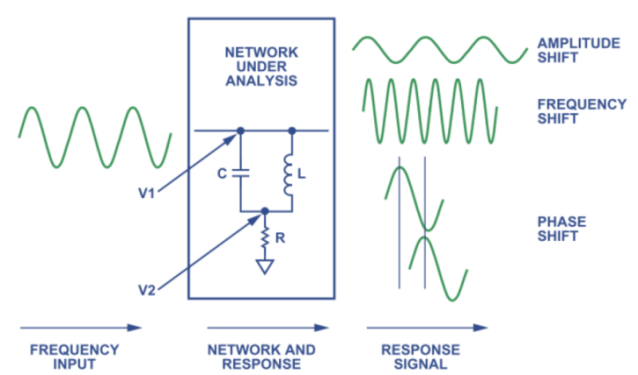 NETWORK
UNDER
ANALYSIS
C
L
V1
R
V2
AMPLITUDE
SHIFT
FREQUENCY
SHIFT
PHASE
SHIFT
FREQUENCY
INPUT
NETWORK AND
RESPONSE
RESPONSE
SIGNAL